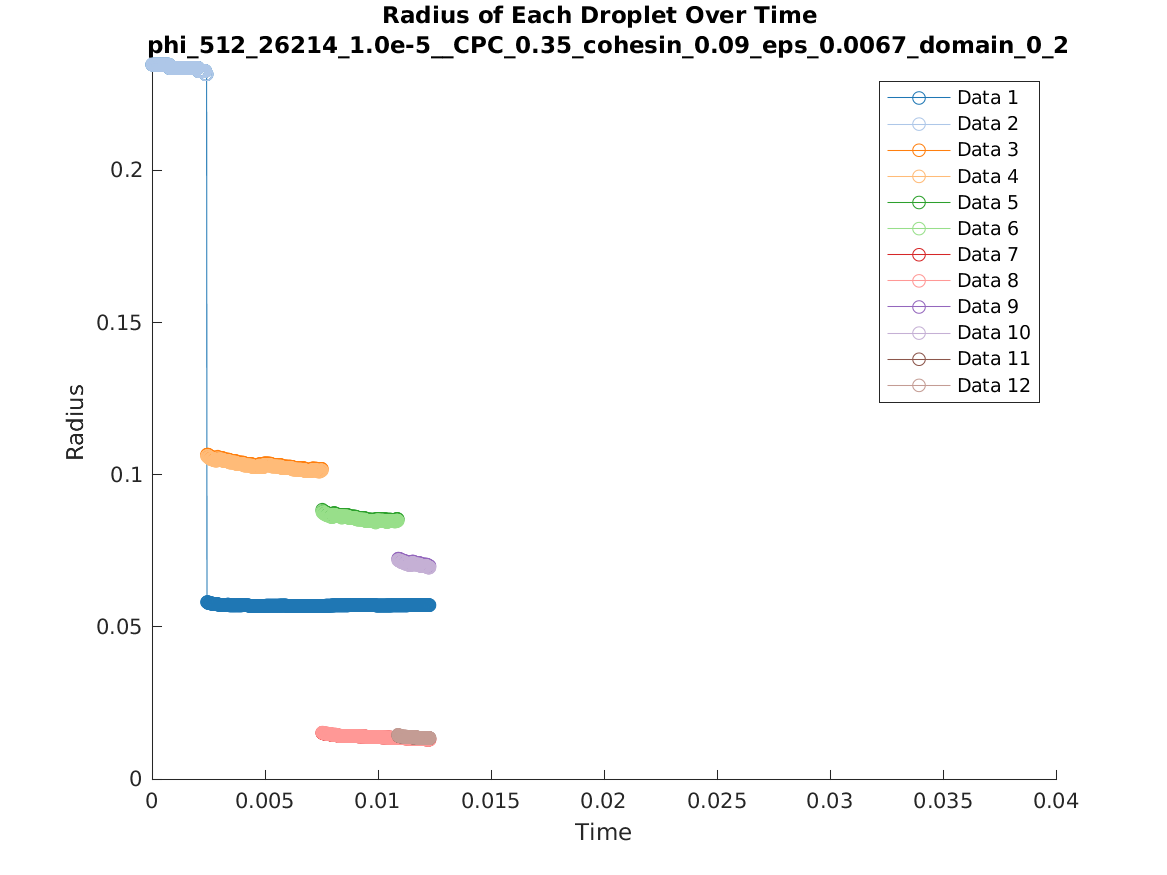 Radius of Each Droplet Over Time
phi_512_26214_1.0e-5__CPC_0.35_cohesin_0.09_eps_0.0067_domain_0_2
Data 1
Data 2
Data 3
Data 4
Data 5
Data 6
Data 7
Data 8
Data 9
Data 10
Data 11
Data 12
0.2
0.15
0.1
0.05
0
Radius
0
0.005
0.01
0.015
0.02
0.025
0.03
0.035
0.04
Time